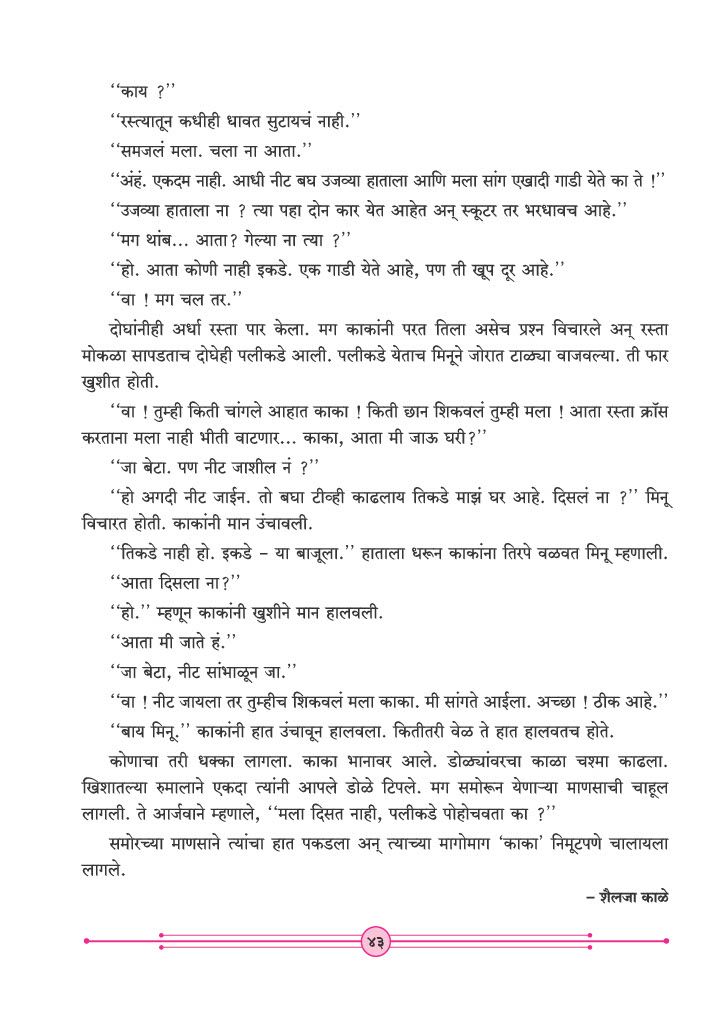 ‘‘काय ?’’
‘‘रस्त्यातून कधीही धावत सुटायचं नाही.’’
‘‘समजलं मला. चला ना आता.’’
‘‘अंहं. एकदम नाही. आधी नीट बघ उजव्या हाताला आणि मला सांग एखादी गाडी येते का ते !’’
‘‘उजव्या हाताला ना ? त्या पहा दोन कार येत आहेत अन् स्कूटर तर भरधावच आहे.’’
‘‘मग थांब... आता? गेल्या ना त्या ?’’
‘‘हो. आता कोणी नाही इकडे. एक गाडी येते आहे, पण ती खूप दूर आहे.’’
‘‘वा ! मग चल तर.’’
दोघांनीही अर्धा रस्ता पार केला. मग काकांनी परत तिला असेच प्रश्न विचारले अन् रस्ता
मोकळा सापडताच दोघेही पलीकडे आली. पलीकडे येताच मिनूने जोरात टाळ्या वाजवल्या. ती फार
खुशीत होती.
‘‘वा ! तुम्ही किती चांगले आहात काका ! किती छान शिकवलं तुम्ही मला ! आता रस्ता क्रॉस
करताना मला नाही भीती वाटणार... काका, आता मी जाऊ घरी?’’
‘‘जा बेटा. पण नीट जाशील नं ?’’
‘‘हो अगदी नीट जाईन. तो बघा टीव्ही काढलाय तिकडे माझं घर आहे. दिसलं ना ?’’ मिनू
विचारत होती. काकांनी मान उंचावली.
‘‘तिकडे नाही हो. इकडे – या बाजूला.’’ हाताला धरून काकांना तिरपे वळवत मिनू म्हणाली.
‘‘आता दिसला ना?’’
‘‘हो.’’ म्हणून काकांनी खुशीने मान हालवली.
‘‘आता मी जाते हं.’’
‘‘जा बेटा, नीट सांभाळून जा.’’
‘‘वा ! नीट जायला तर तुम्हीच शिकवलं मला काका. मी सांगते आईला. अच्छा ! ठीक आहे.’’
‘‘बाय मिनू.’’ काकांनी हात उंचावून हालवला. कितीतरी वेळ ते हात हालवतच होते.
कोणाचा तरी धक्का लागला. काका भानावर आले. डोळ्यांवरचा काळा चश्मा काढला.
खिशातल्या रुमालाने एकदा त्यांनी आपले डोळे टिपले. मग समोरून येणाऱ्या माणसाची चाहूल
लागली. ते आर्जवाने म्हणाले, ‘‘मला दिसत नाही, पलीकडे पोहोचवता का ?’’
समोरच्या माणसाने त्यांचा हात पकडला अन् त्याच्या मागोमाग ‘काका’ निमूटपणे चालायला
लागले.
– शैलजा काळे
४३